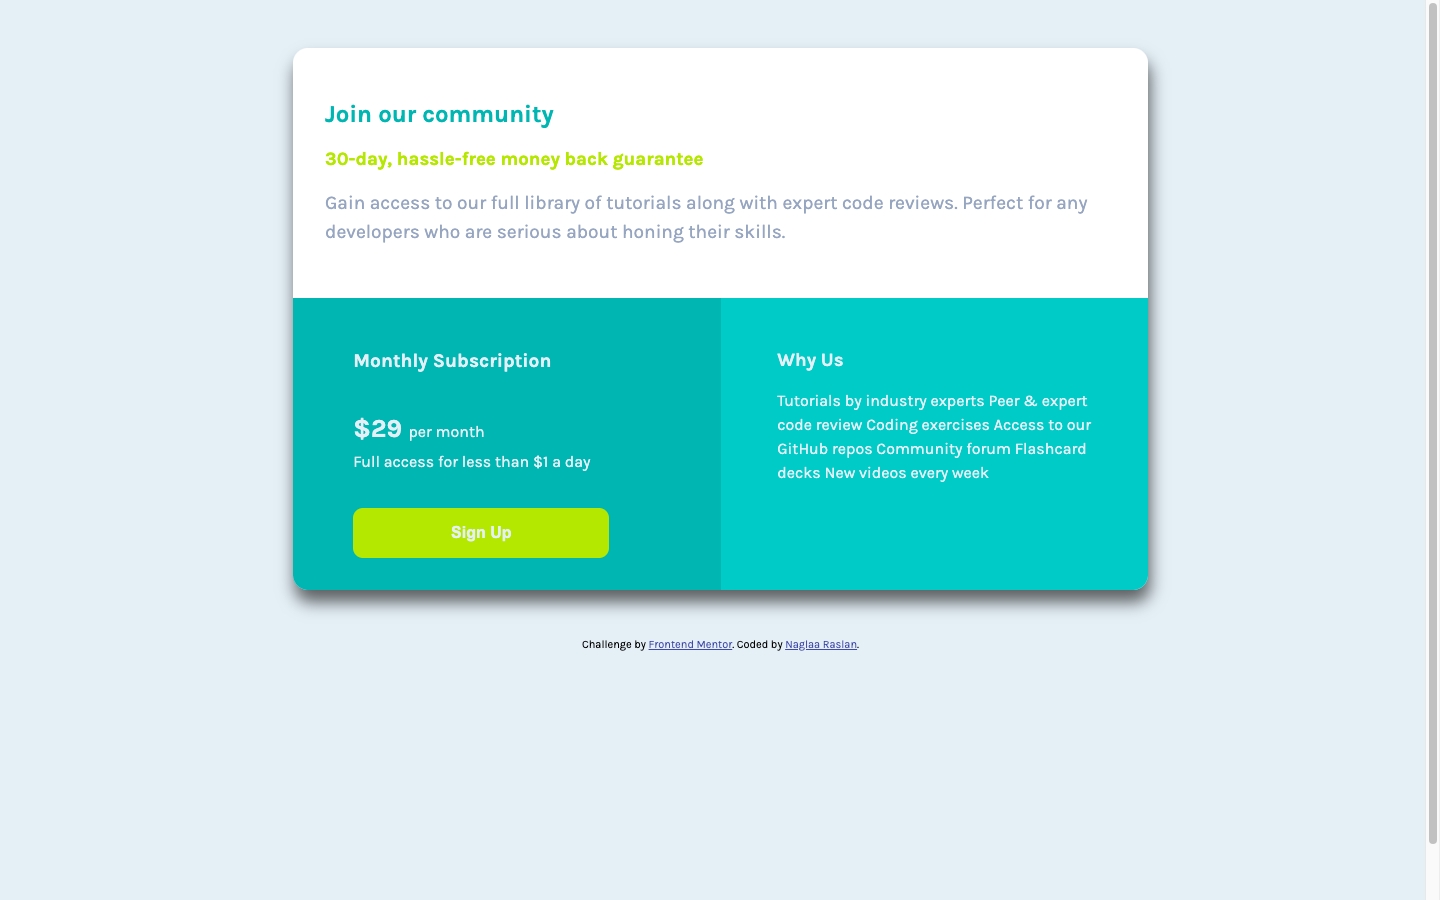 Join our community
30-day, hassle-free money back guarantee
Gain access to our full library of tutorials along with expert code reviews. Perfect for any
developers who are serious about honing their skills.
Monthly Subscription
$29 per month
Full access for less than $1 a day
Sign Up
Why Us
Tutorials by industry experts Peer & expert
code review Coding exercises Access to our
GitHub repos Community forum Flashcard
decks New videos every week
Challenge by Frontend Mentor. Coded by Naglaa Raslan.